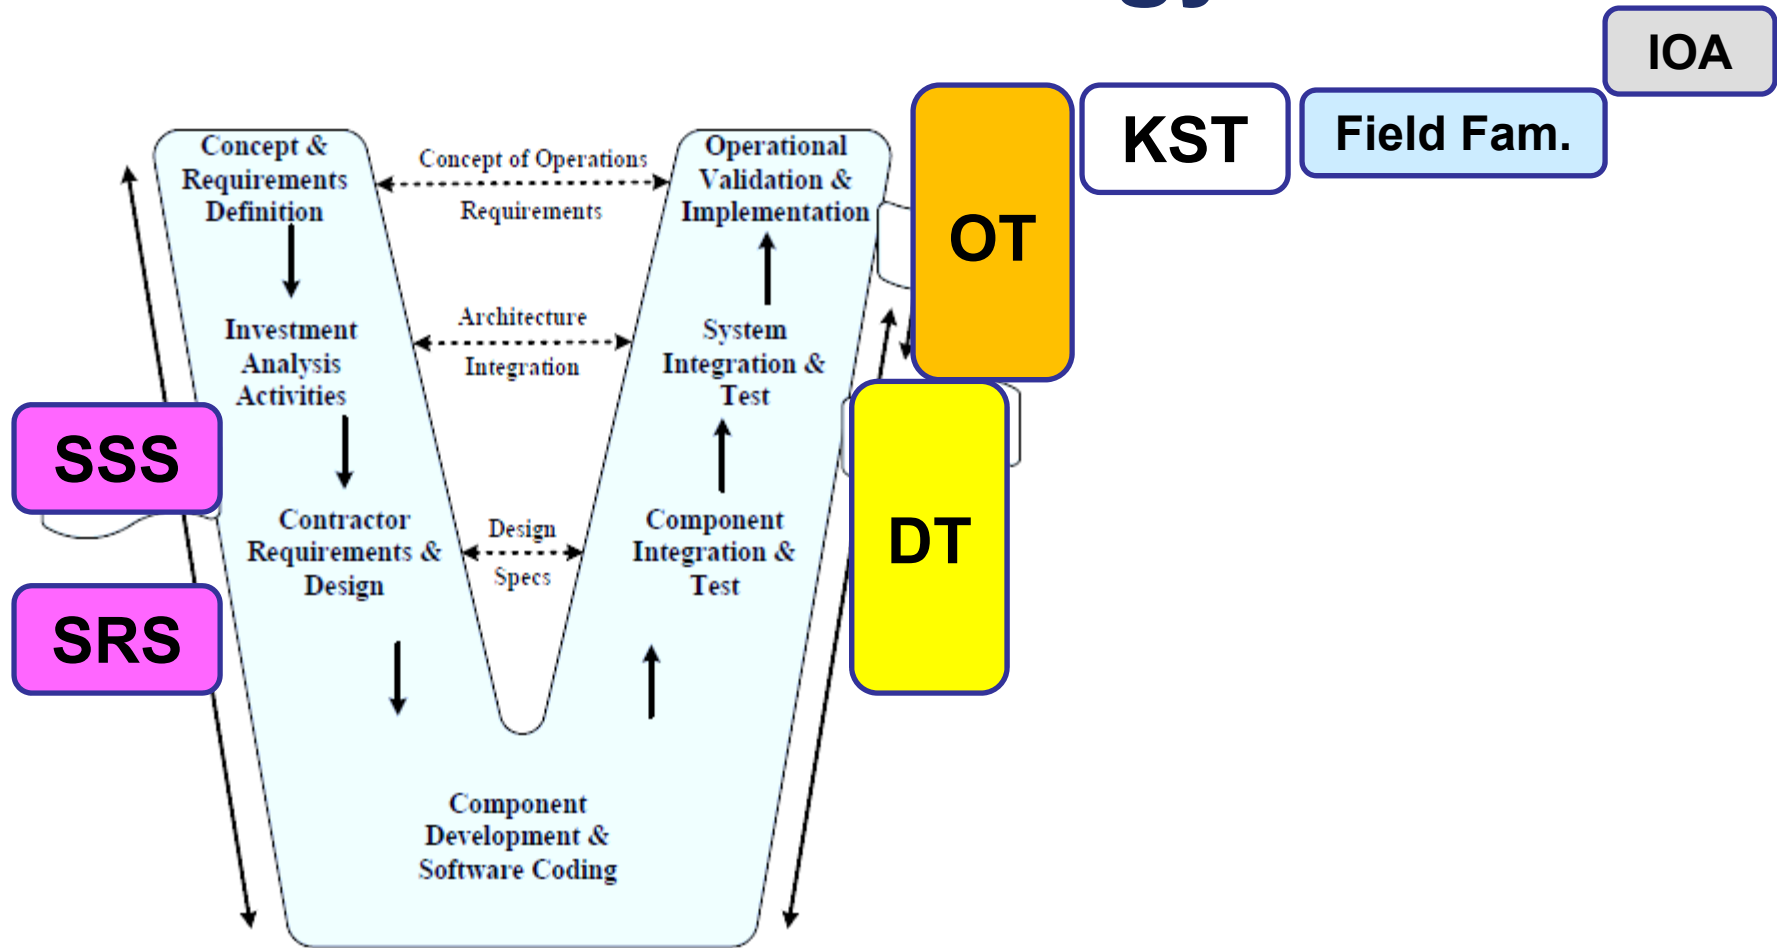 IOA
KST
Field Fam.
OT
Concept &
Requirements
Definition
Concept of Operations
Requirements
Operational
Validation &
Implementation
Investment
Analysis
Activities
Architecture
Integration
System
Integration &
Test
SSS
SRS
Contractor
Requirements &
Design
Design
Specs
Component
Integration &
Test
DT
Component
Development &
Software Coding